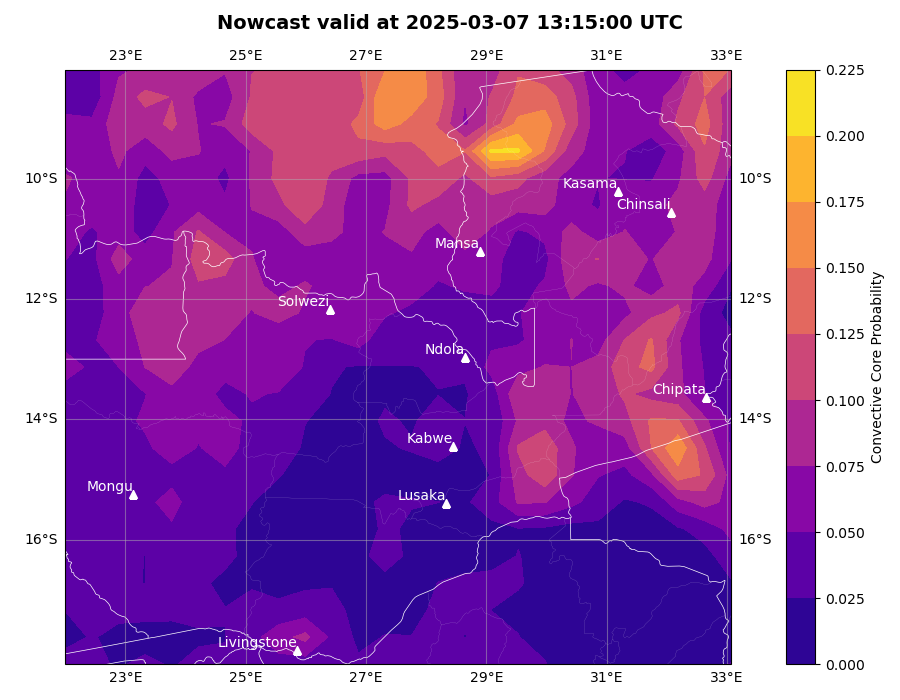 Nowcast valid at 2025-03-07 13:15:00 UTC
23°E 25°E 27°E 29°E 31°E 33°E
0.225
0.200
10°S Kasama 10°S
Chinsali
0.175
Mansa
0.150
12°S Solwezi 12°S
0.125
Ndola
Chipata
0.100
14°S 14°S
Kabwe
0.075
Mongu
Lusaka
0.050
16°S 16°S
0.025
Livingstone
0.000
23°E 25°E 27°E 29°E 31°E 33°E
Convective Core Probability